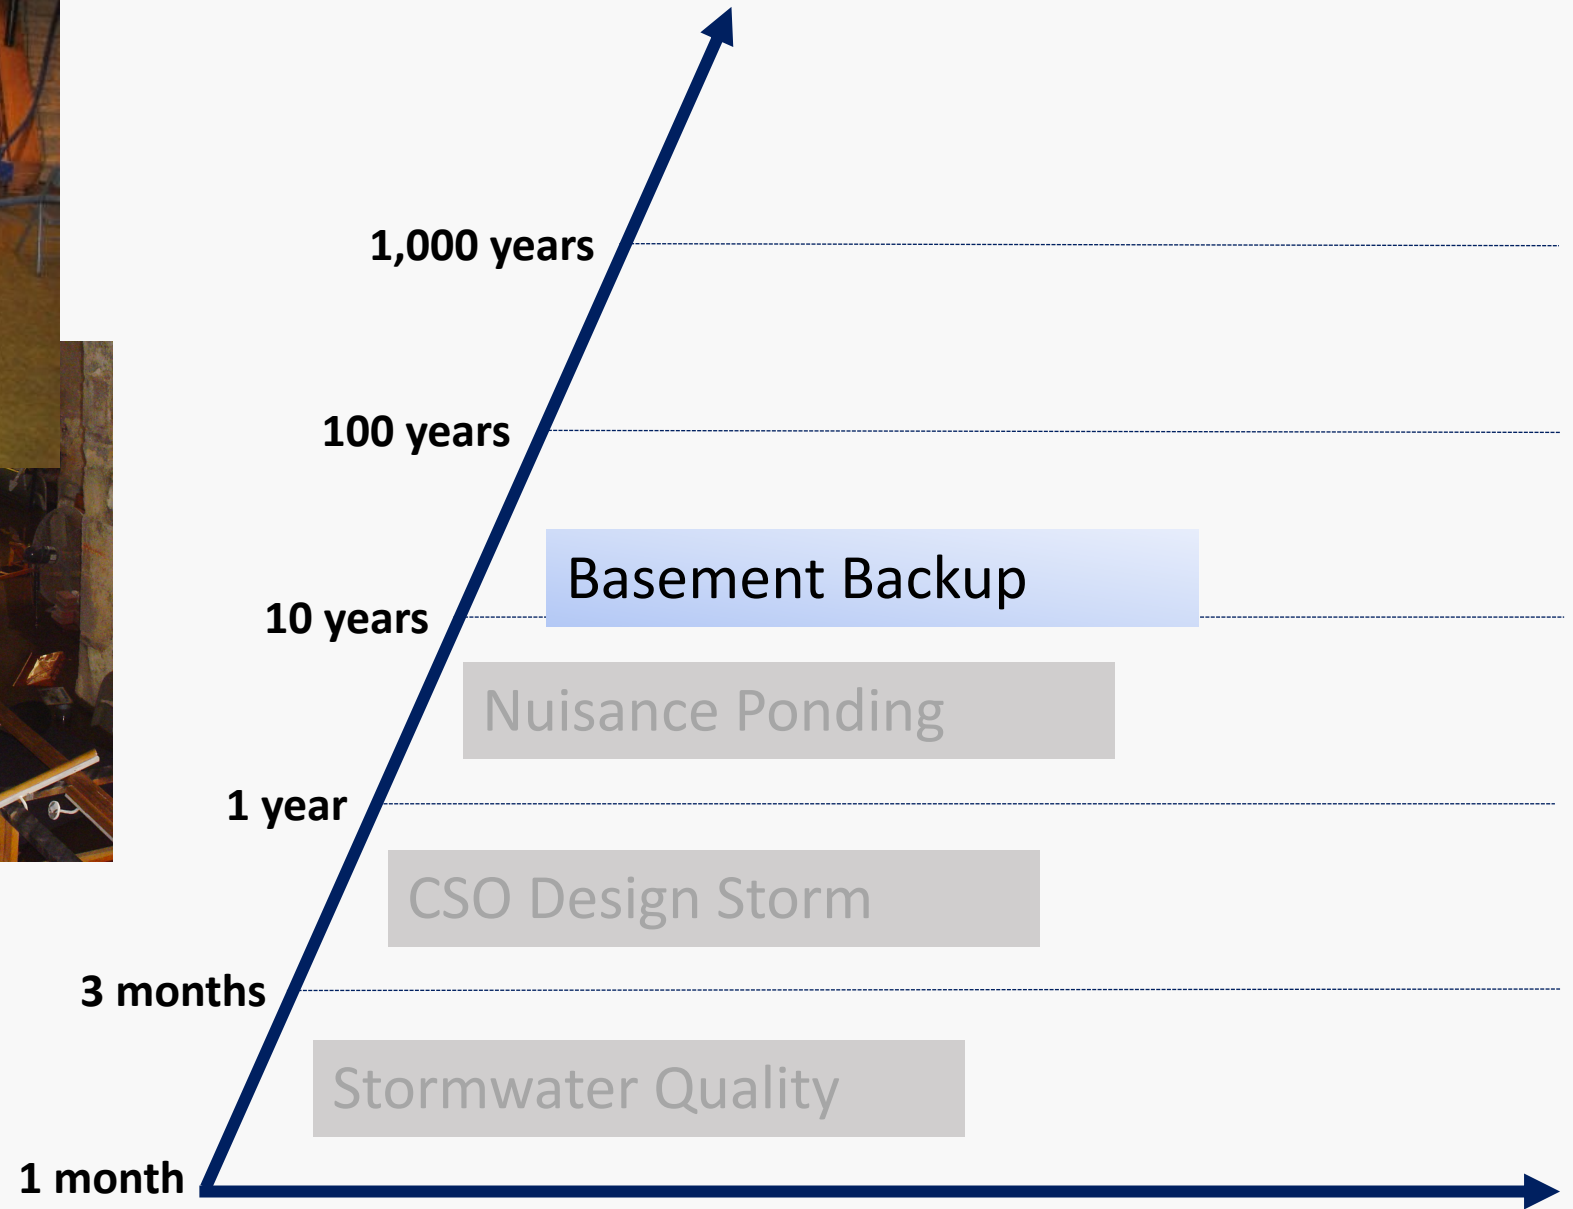 1,000 years
100 years
Basement Backup
10 years
Nuisance Ponding
1 year
CSO Design Storm
3 months
Stormwater Quality
1 month